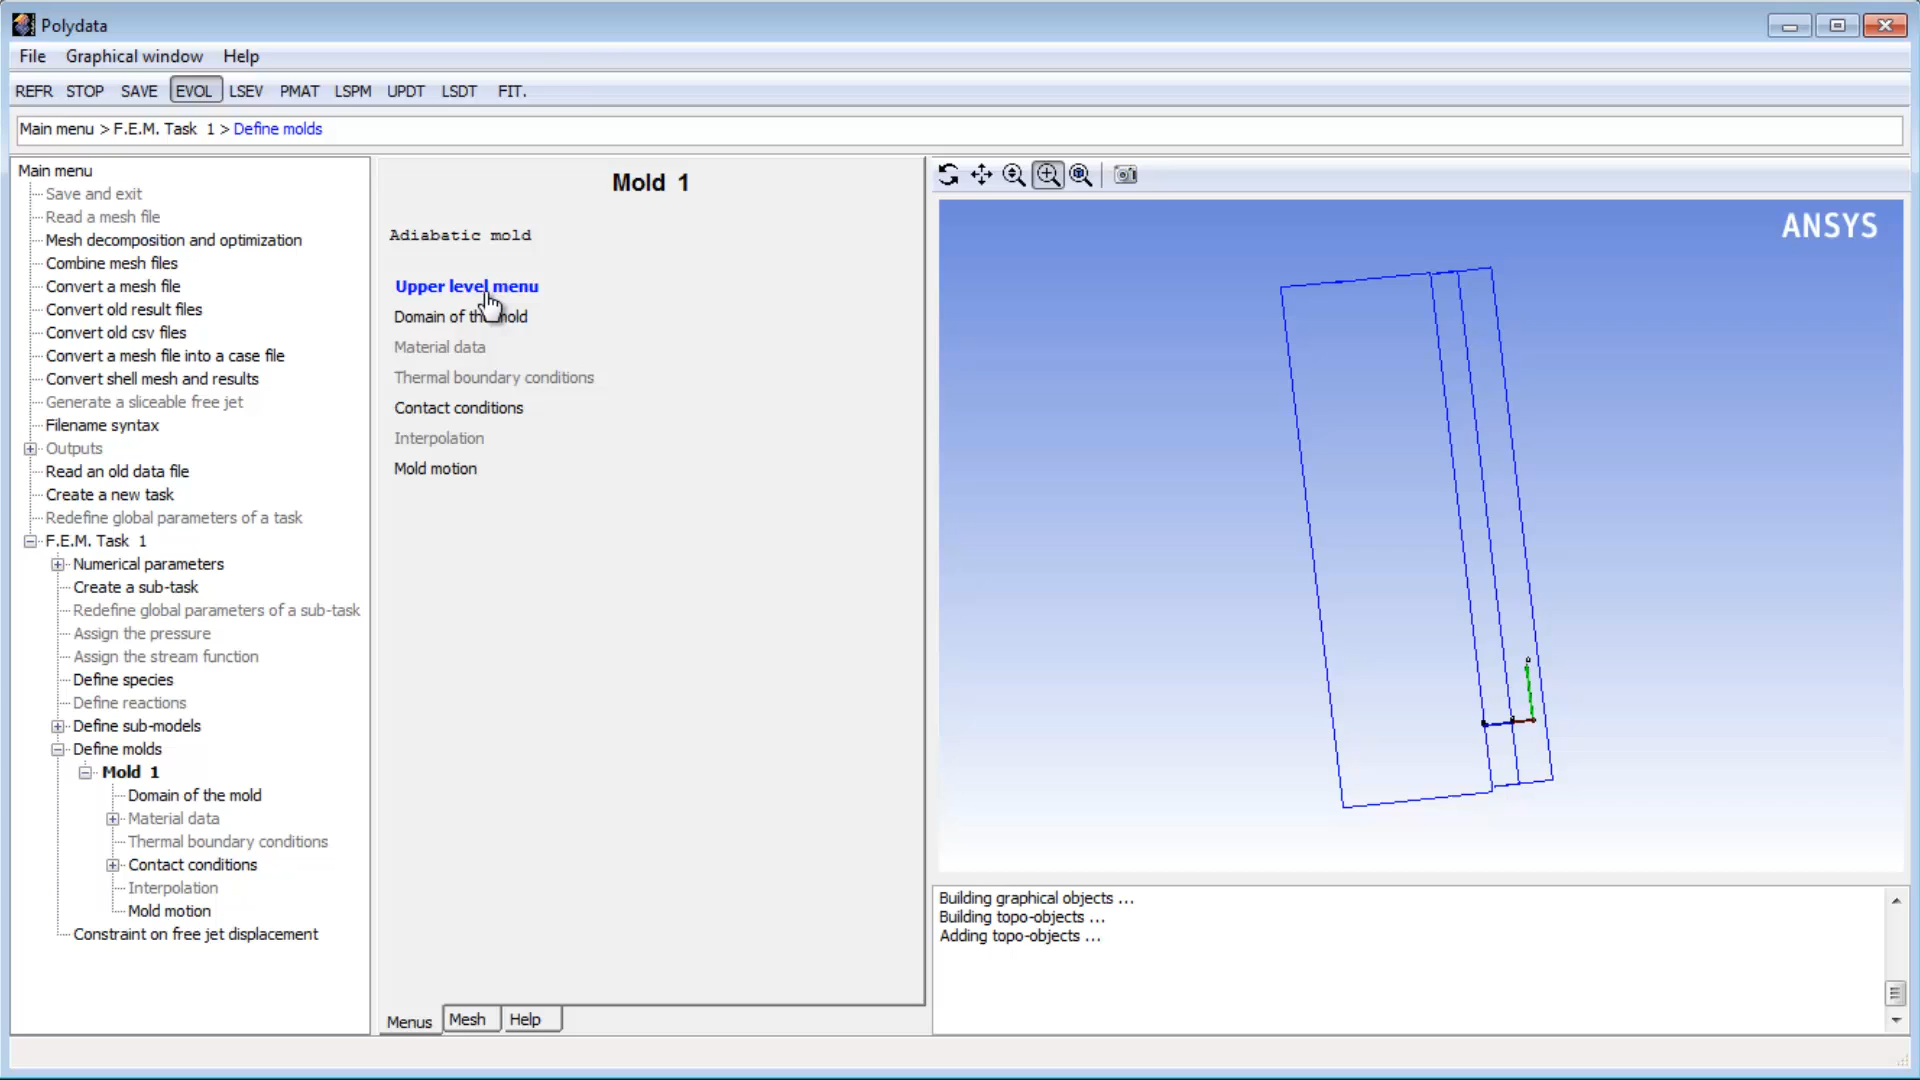 Polydata
File Graphical window Help
REFR STOP SAVE EVOL LSEV PMAT LSPM UPDT LSDT FIT.
Main menu > F.E.M. Task 1 > Define molds
Main menu
Save and exit
Read a mesh file
Mesh decomposition and optimization
Combine mesh files
Convert a mesh file
Convert old result files
Convert old csv files
Convert a mesh file into a case file
Convert shell mesh and results
Generate a sliceable free jet
Filename syntax
Outputs
Read an old data file
Create a new task
Redefine global parameters of a task
F.E.M. Task 1
Numerical parameters
Create a sub-task
Redefine global parameters of a sub-task
Assign the pressure
Assign the stream function
Define species
Define reactions
Define sub-models
Define molds
Mold 1
Domain of the mold
Material data
Thermal boundary conditions
Contact conditions
Interpolation
Mold motion
Constraint on free jet displacement
Mold 1
Adiabatic mold
Upper level menu
Domain of the mold
Material data
Thermal boundary conditions
Contact conditions
Interpolation
Mold motion
Menus Mesh Help
ANSYS
Building graphical objects ...
Building topo-objects ...
Adding topo-objects ...